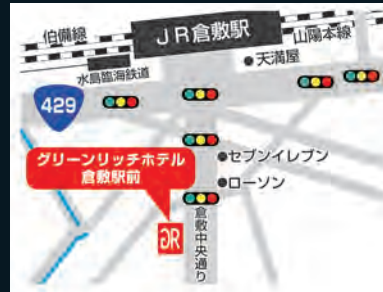 伯備線
JR倉敷駅
山陽本線
水島臨海鉄道
天満屋
429
グリーンリッチホテル
倉敷駅前
セブンイレブン
ローソン
倉敷中央通り
GR